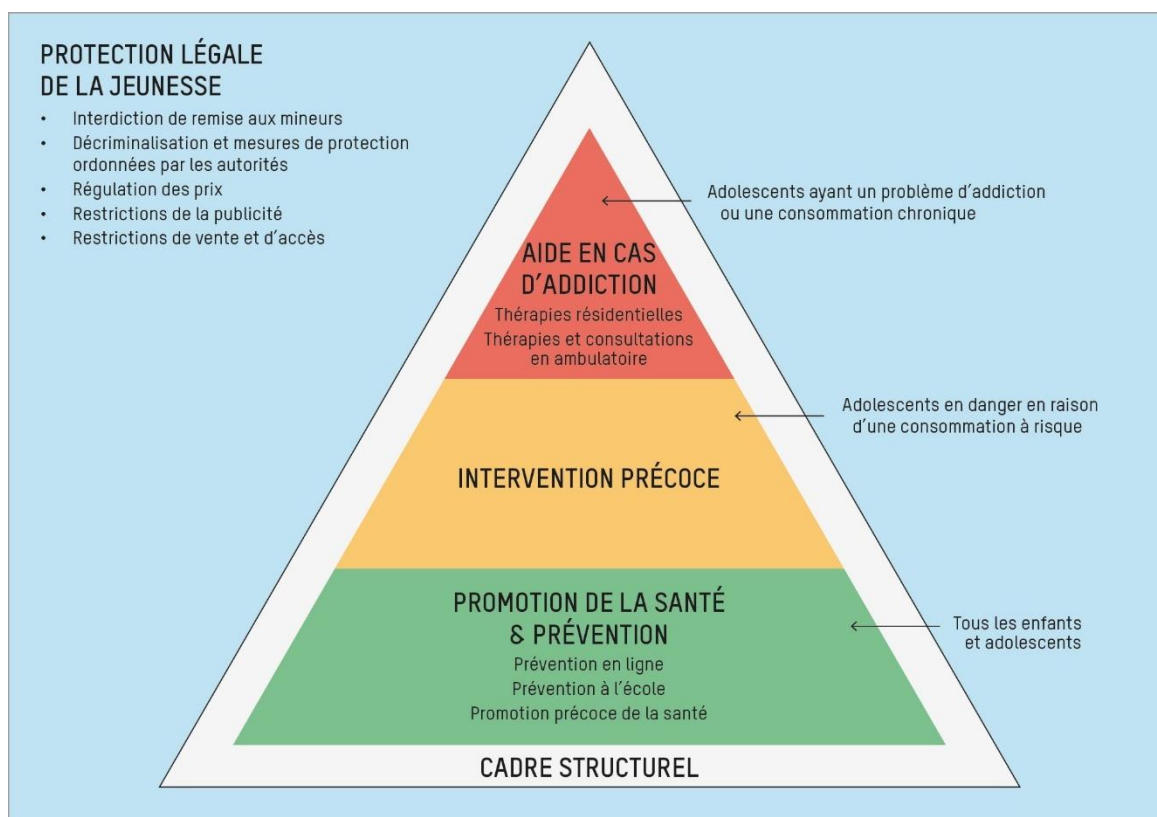 PROTECTION LÉGALE
DE LA JEUNESSE
• Interdiction de remise aux mineurs
• Décriminalisation et mesures de protection
ordonnées par les autorités
• Régulation des prix
• Restrictions de la publicité
• Restrictions de vente et d'accès
Adolescents ayant un problème d'addiction
ou une consommation chronique
AIDE EN CAS
D'ADDICTION
Thérapies résidentielles
Thérapies et consultations
en ambulatoire
Adolescents en danger en raison
d'une consommation à risque
INTERVENTION PRÉCOCE
PROMOTION DE LA SANTÉ
& PRÉVENTION
Prévention en ligne
Prévention à l'école
Promotion précoce de la santé
Tous les enfants
et adolescents
CADRE STRUCTUREL